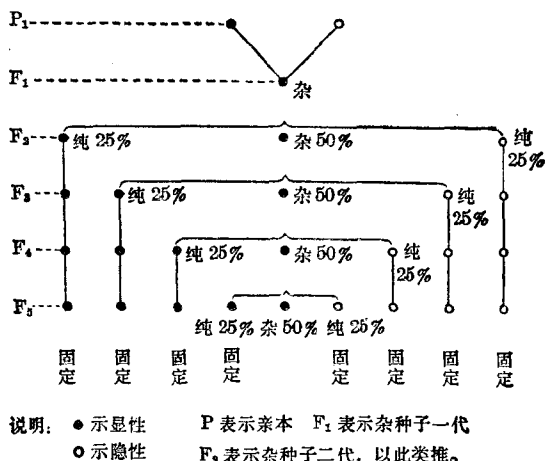 P₁
F₁
杂
F₂
纯 25%
杂 50%
纯 25%
F₃
纯 25%
杂 50%
纯 25%
F₄
纯 25%
杂 50%
纯 25%
F₅
纯 25% 杂 50% 纯 25%
固定 固定 固定 固定 固定 固定 固定 固定
说明: ● 示显性 P 表示亲本 F₁ 表示杂种子一代
○ 示隐性 F₂ 表示杂种子二代，以此类推。